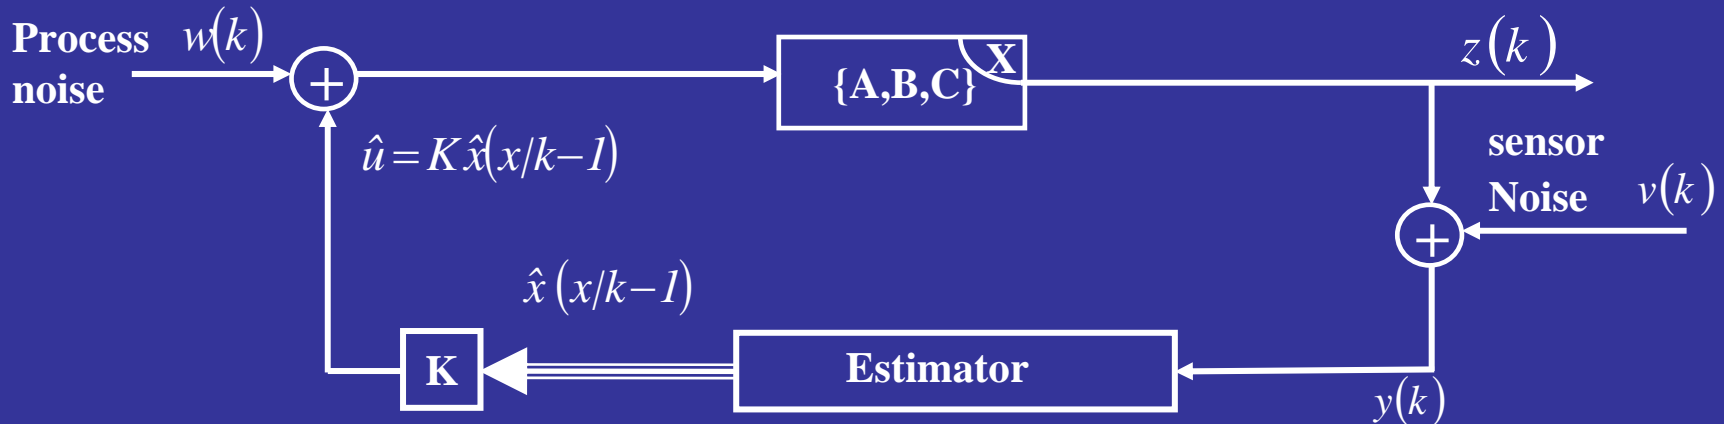 Process w(k)
noise
+
{A,B,C}
X
z(k)
û = Kx̂(x/k−1)
sensor
Noise v(k)
+
x̂(x/k−1)
K
Estimator
y(k)